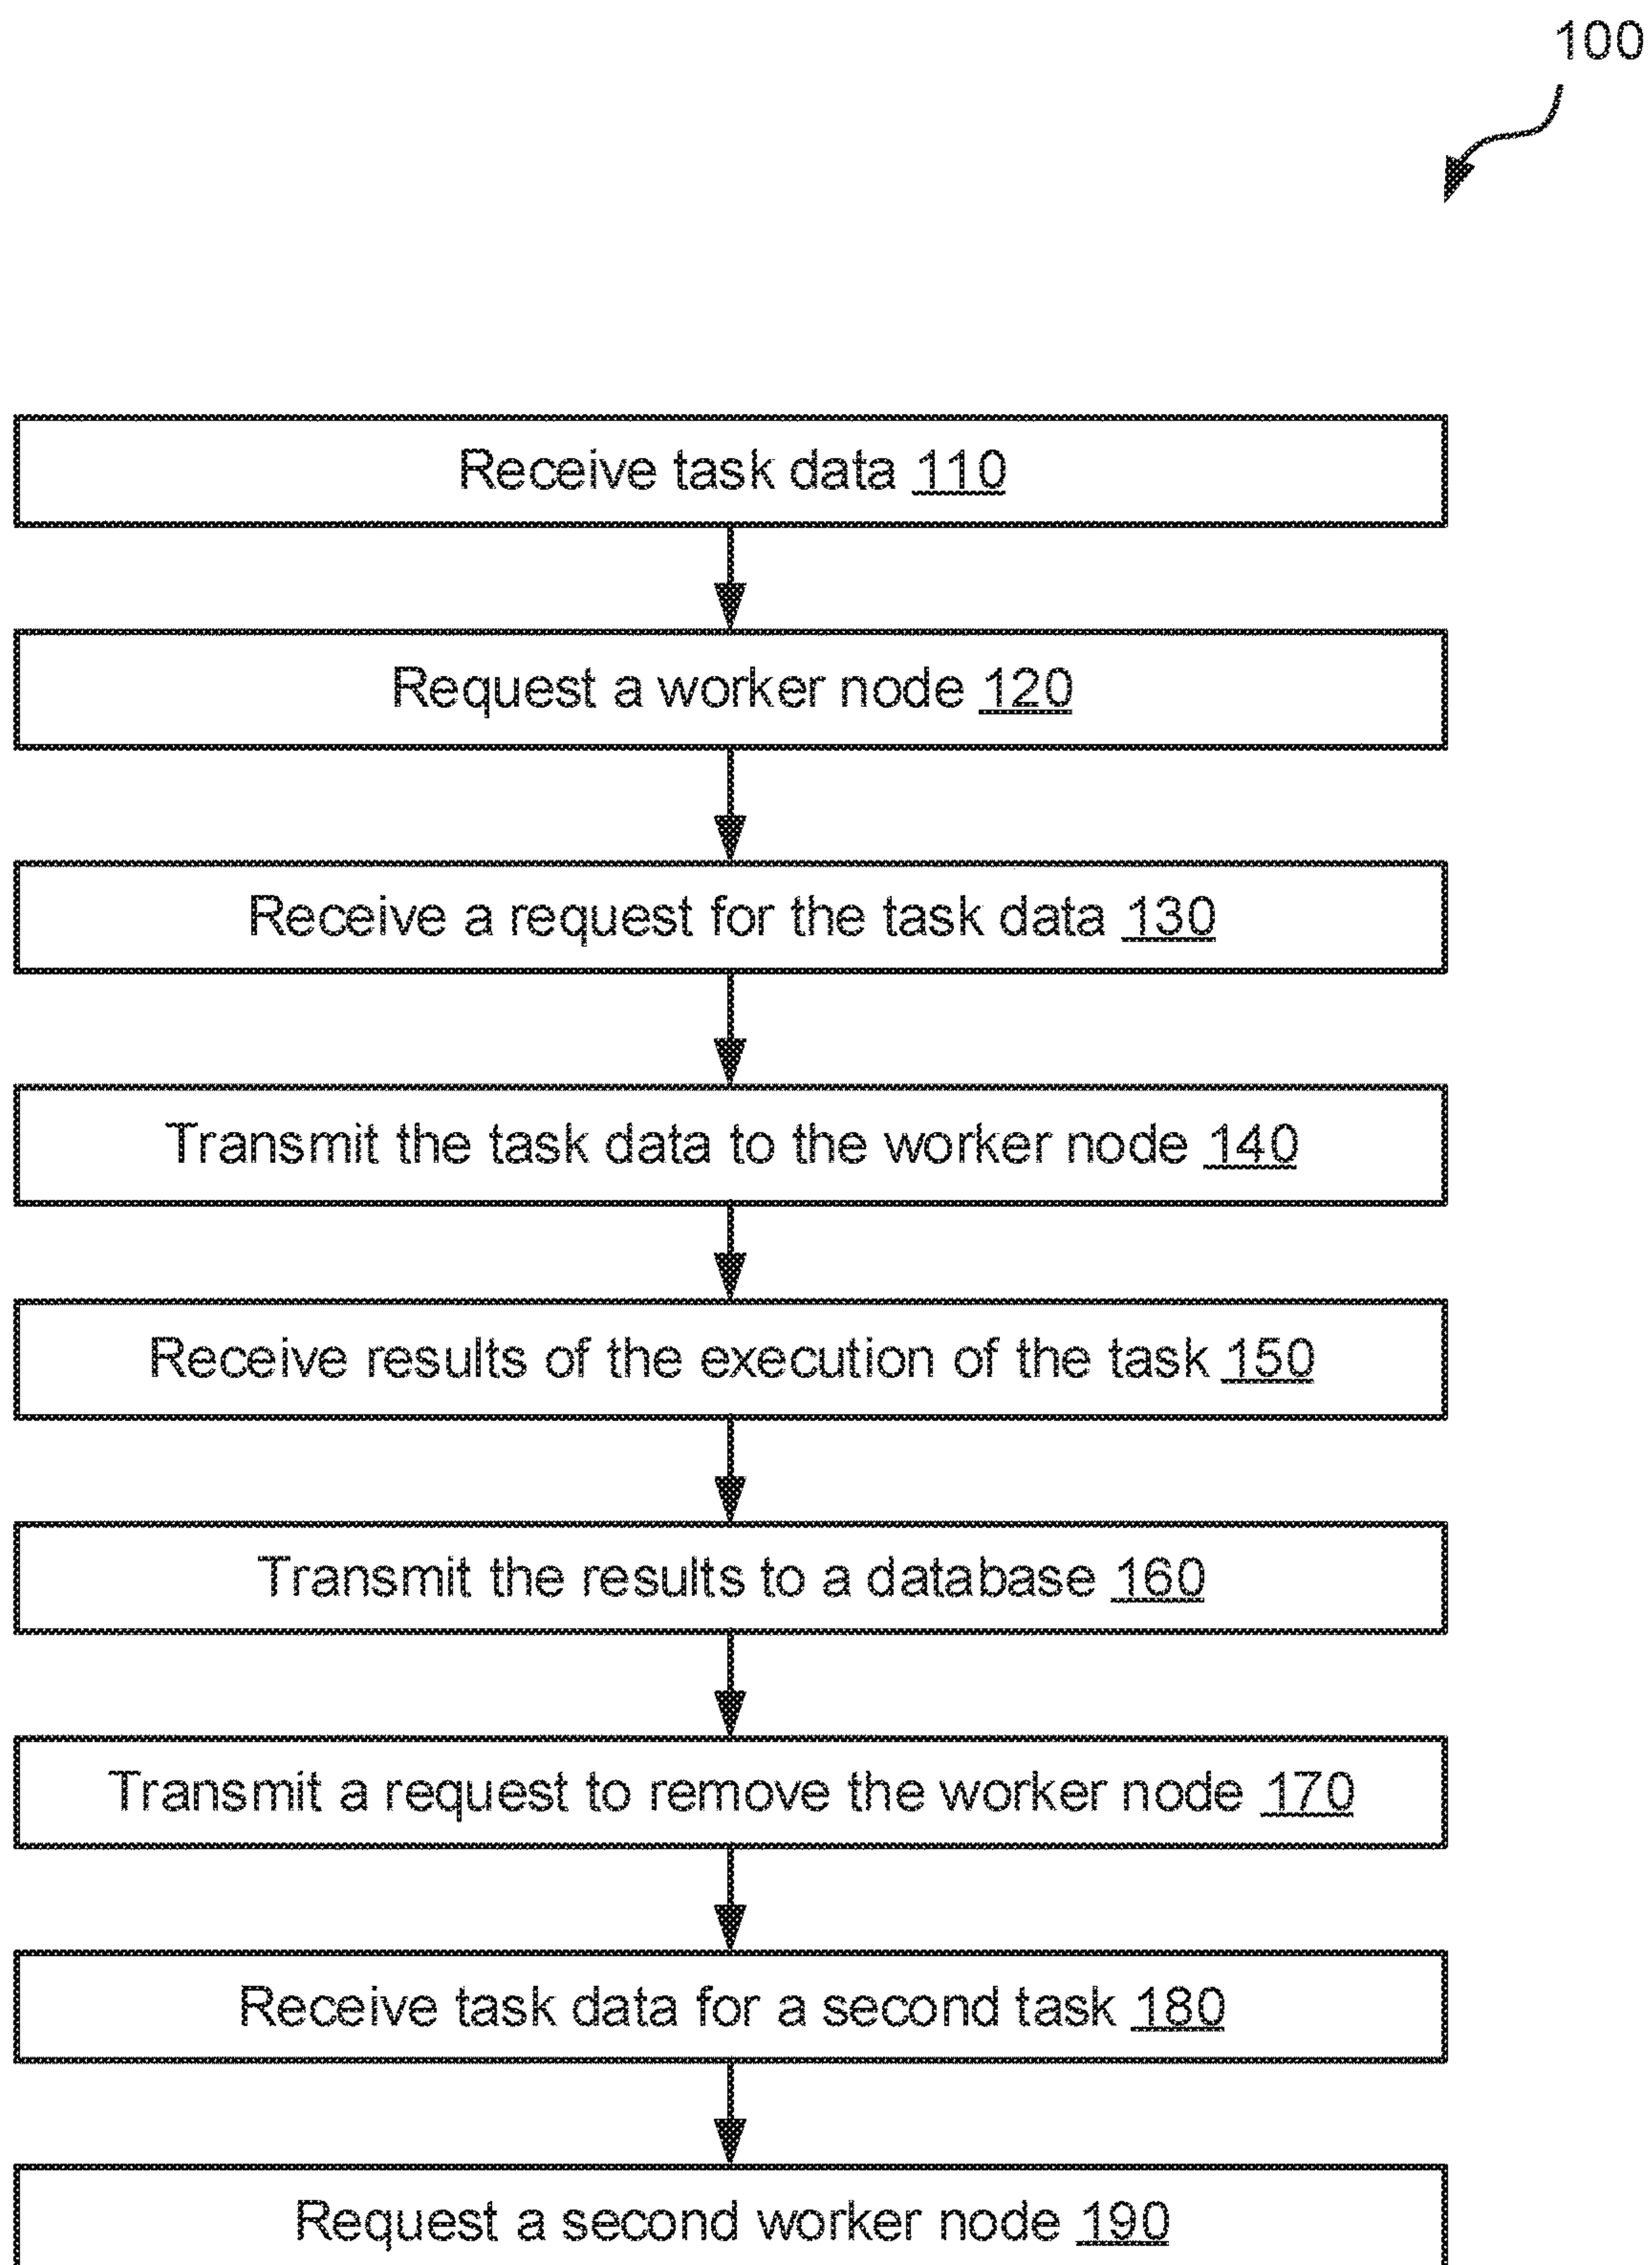 100
Receive task data 110
Request a worker node 120
Receive a request for the task data 130
Transmit the task data to the worker node 140
Receive results of the execution of the task 150
Transmit the results to a database 160
Transmit a request to remove the worker node 170
Receive task data for a second task 180
Request a second worker node 190